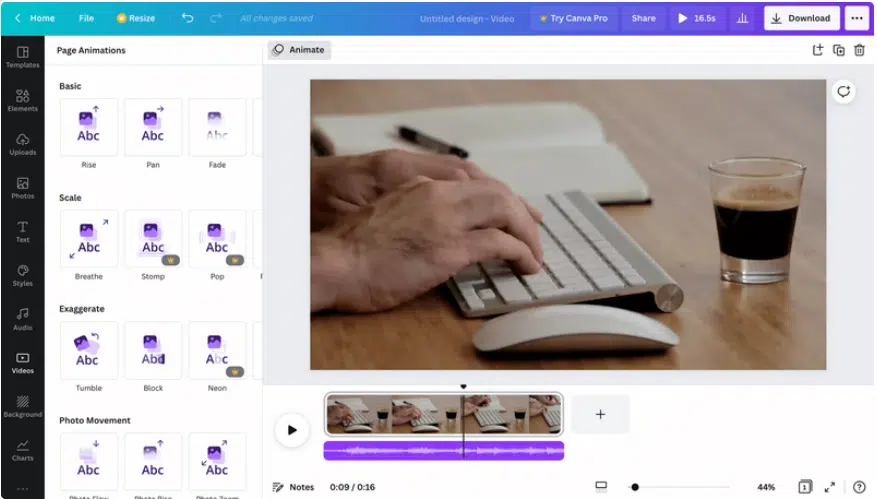 Home File Resize All changes saved Untitled design - Video Try Canva Pro Share 16.5s Download
Templates
Elements
Uploads
Photos
Text
Styles
Audio
Videos
Background
Charts
Page Animations
Basic
Abc Abc Abc
Rise Pan Fade
Scale
Abc Abc Abc
Breathe Stomp Pop
Exaggerate
Abc Abc Abc
Tumble Block Neon
Photo Movement
Abc Abc Abc
Photo Flow Photo Rise Photo Zoom
Animate
Notes 0:09 / 0:16 44% 1